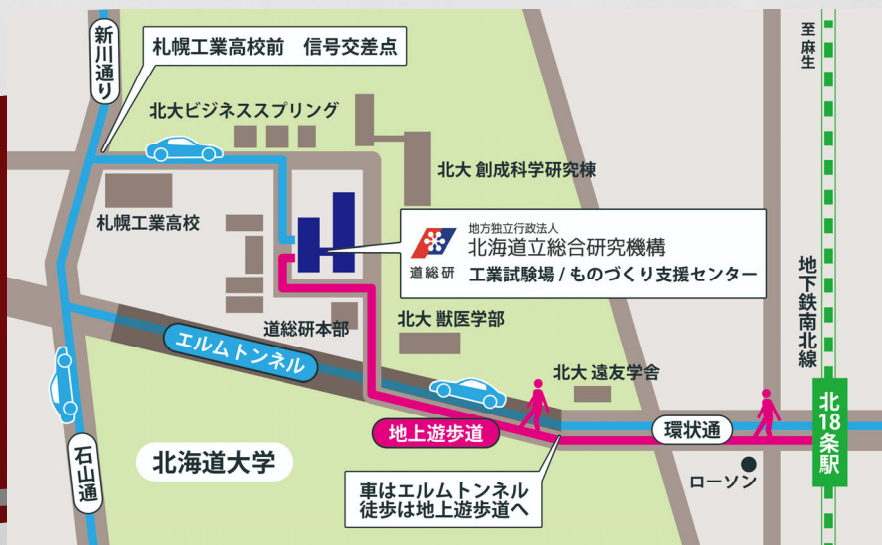 新川通り
札幌工業高校前 信号交差点
至麻生
北大ビジネススプリング
北大 創成科学研究棟
札幌工業高校
地方独立行政法人
北海道立総合研究機構
道総研
工業試験場 / ものづくり支援センター
地下鉄南北線
道総研本部
北大 獣医学部
エルムトンネル
北大 遠友学舎
北18条駅
地上遊歩道
環状通
石山通
北海道大学
ローソン
車はエルムトンネル
徒歩は地上遊歩道へ